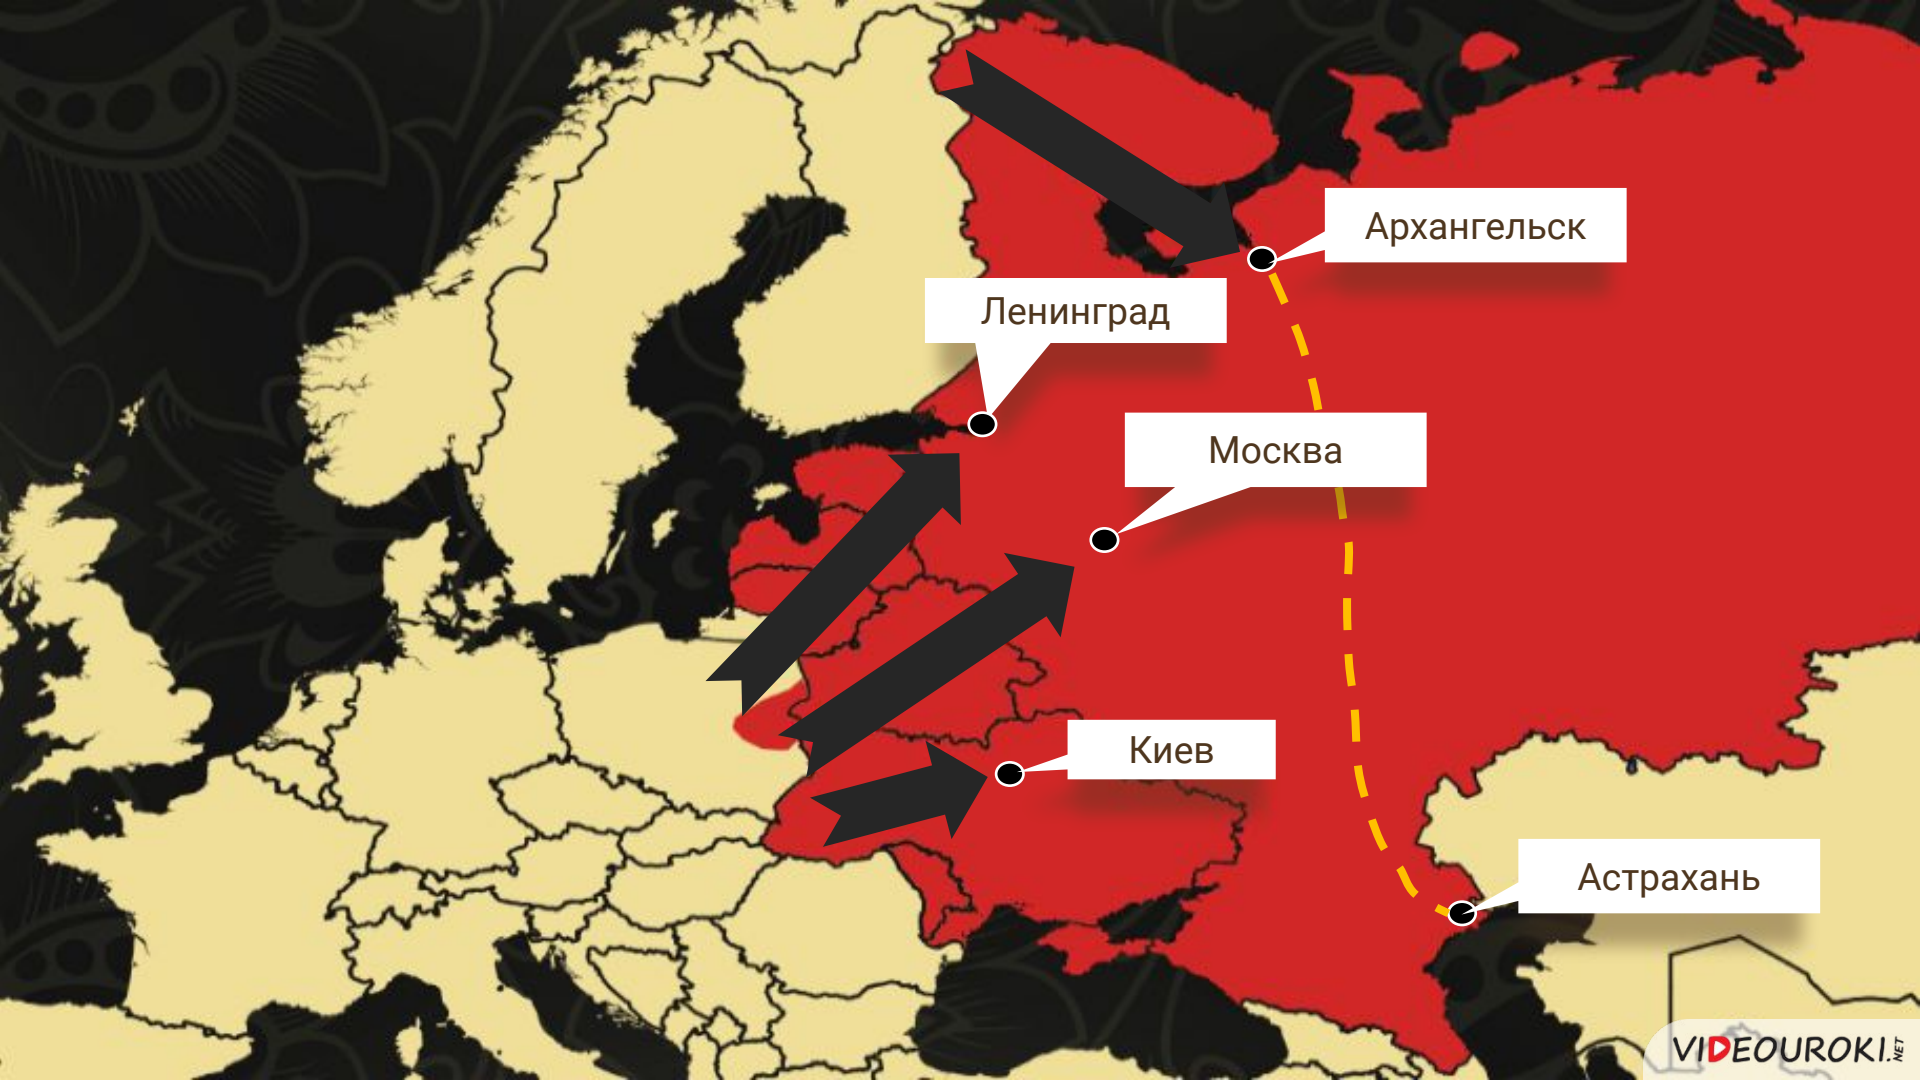 Архангельск
Ленинград
Москва
Киев
Астрахань
VIDEOUROKI.NET